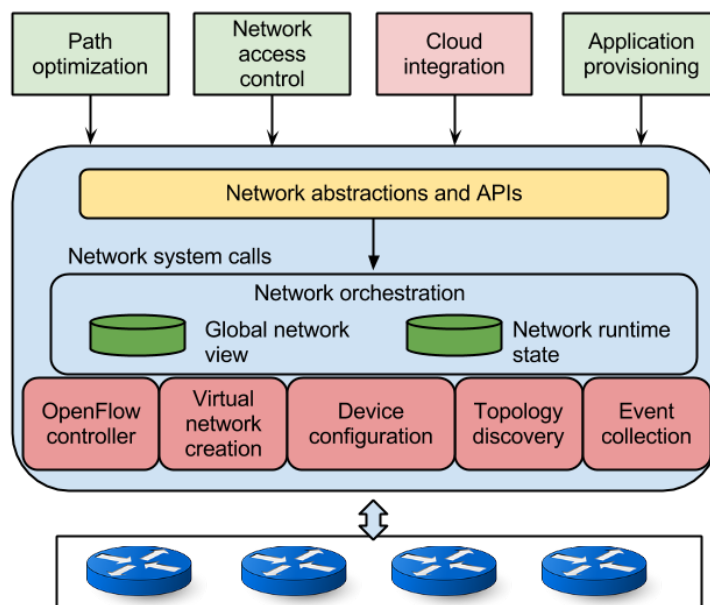 Path
optimization
Network
access
control
Cloud
integration
Application
provisioning
Network abstractions and APIs
Network system calls
Network orchestration
Global network
view
Network runtime
state
OpenFlow
controller
Virtual
network
creation
Device
configuration
Topology
discovery
Event
collection